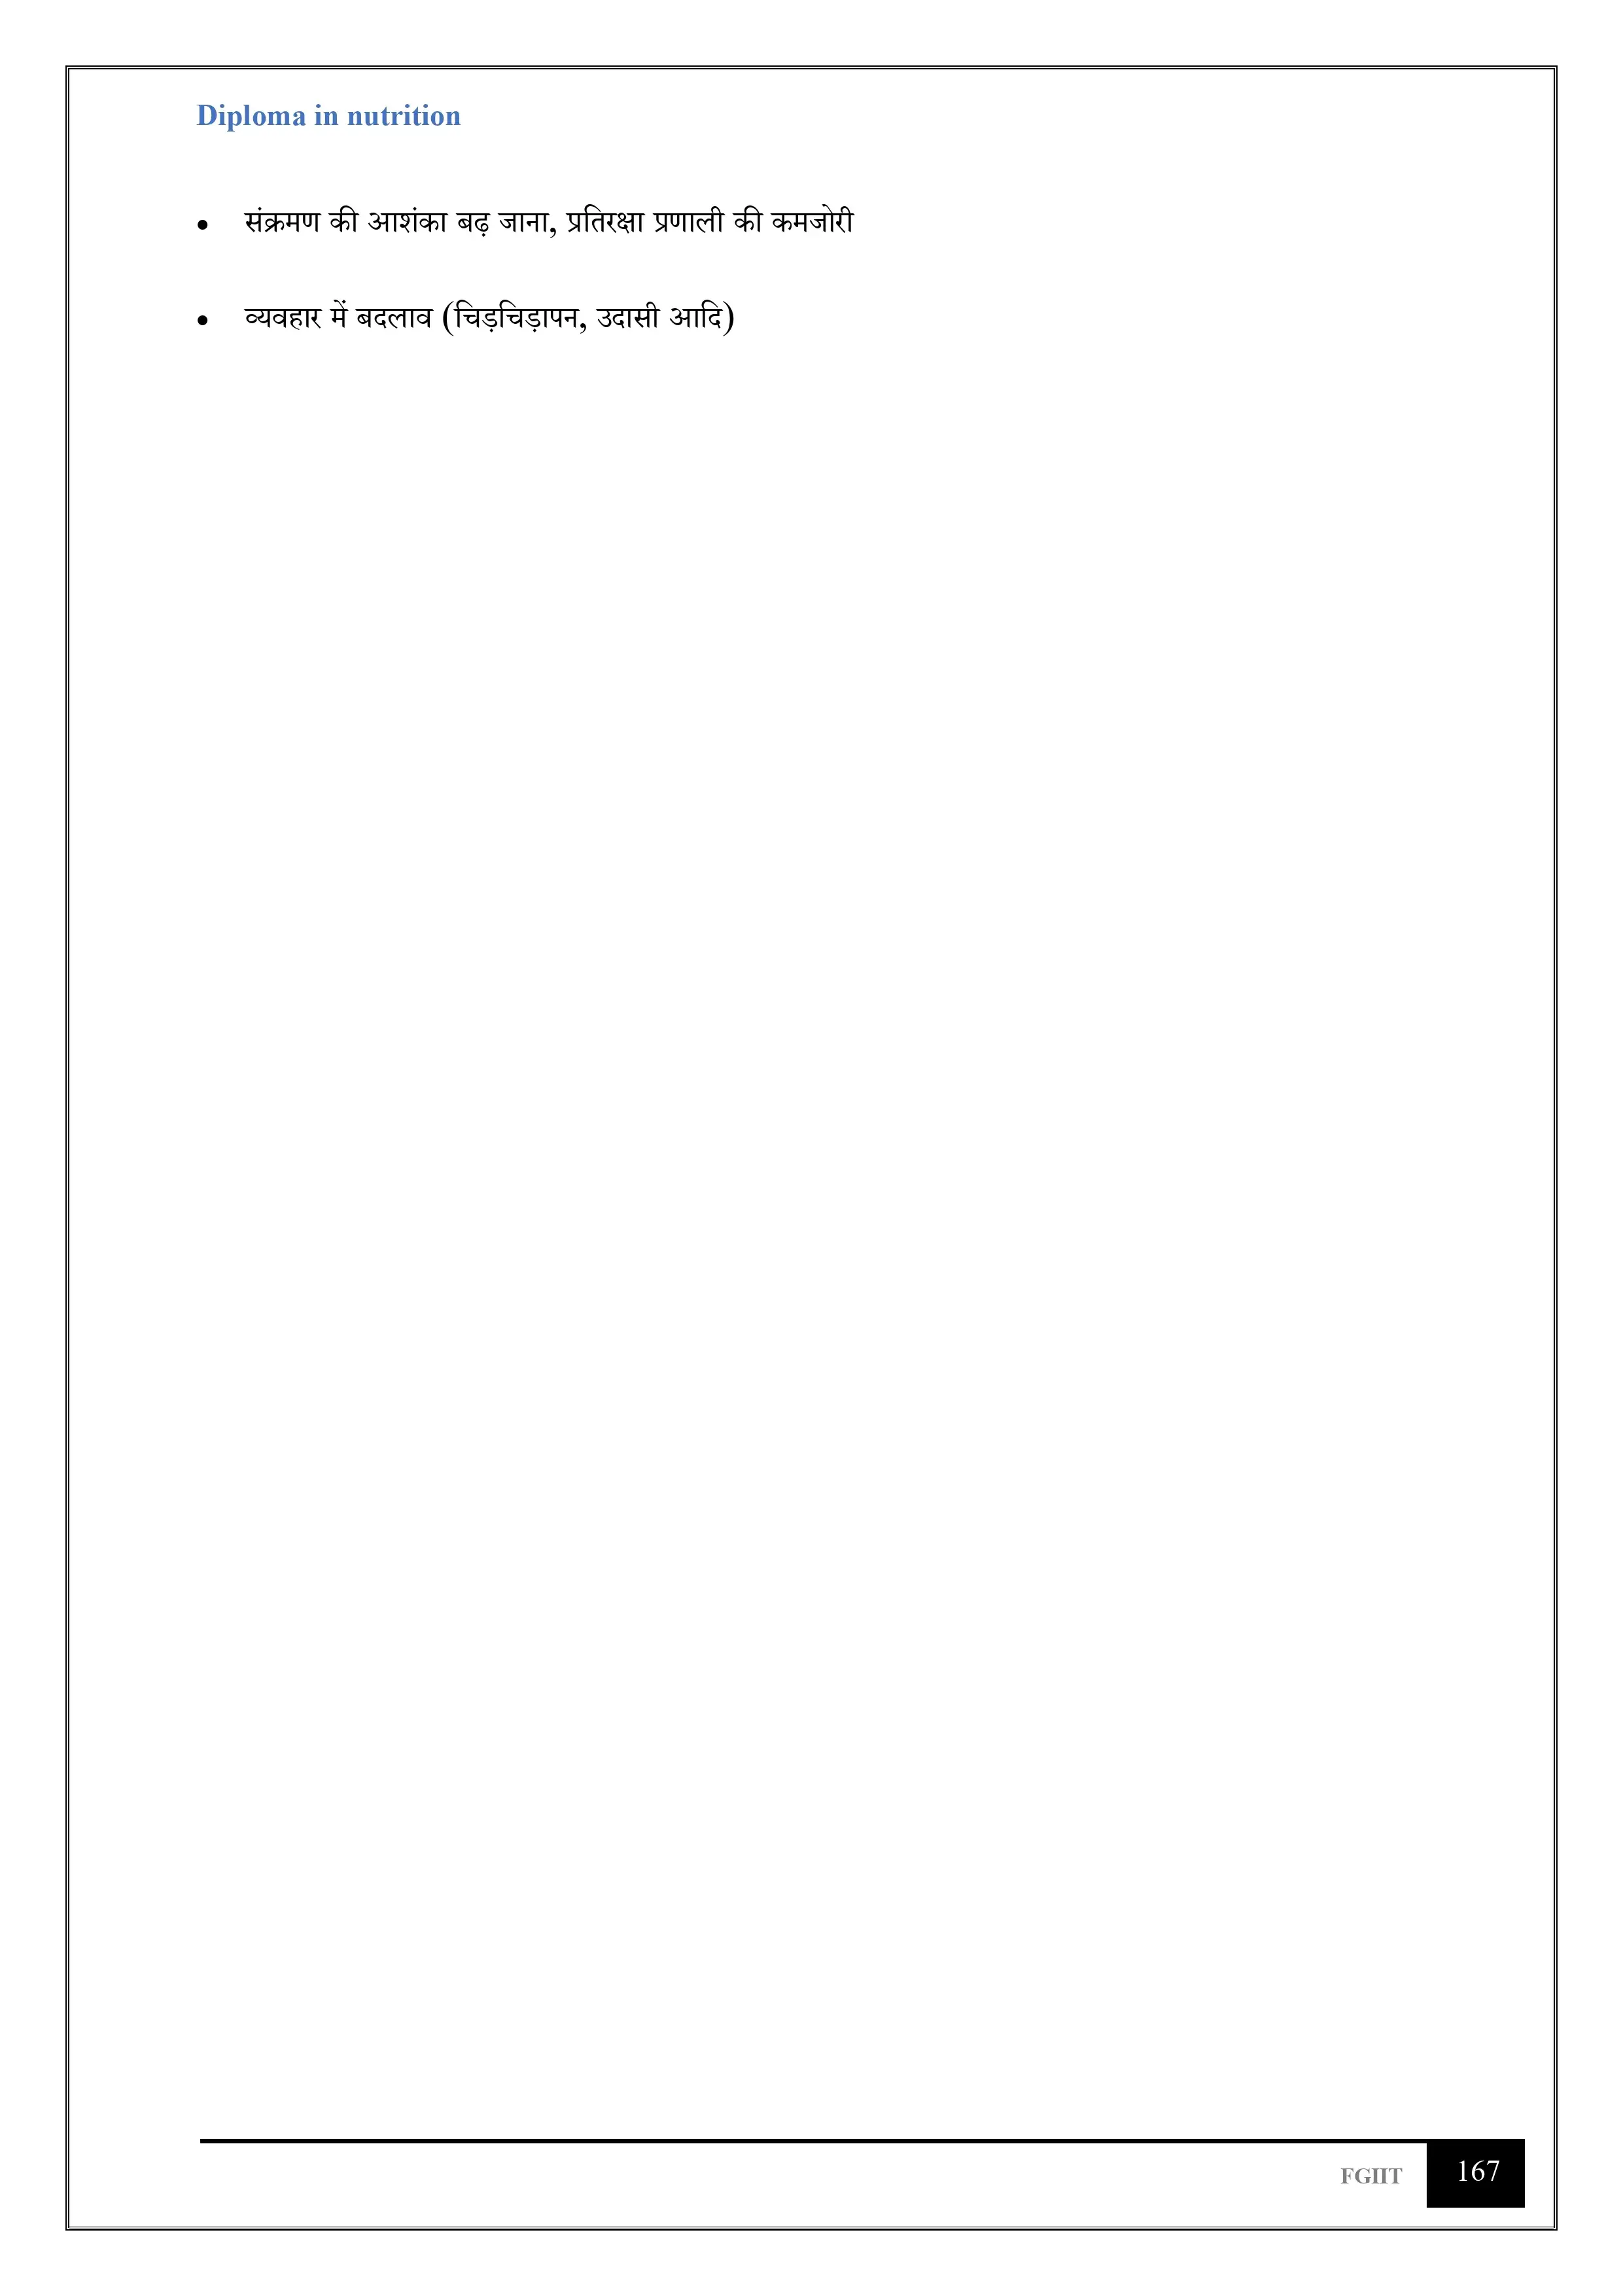 Diploma in nutrition
• संक्रमण की आशंका बढ़ जाना, प्रतिरक्षा प्रणाली की कमजोरी
• व्यवहार में बदलाव (चिड़चिड़ापन, उदासी आदि)
FGIIT 167